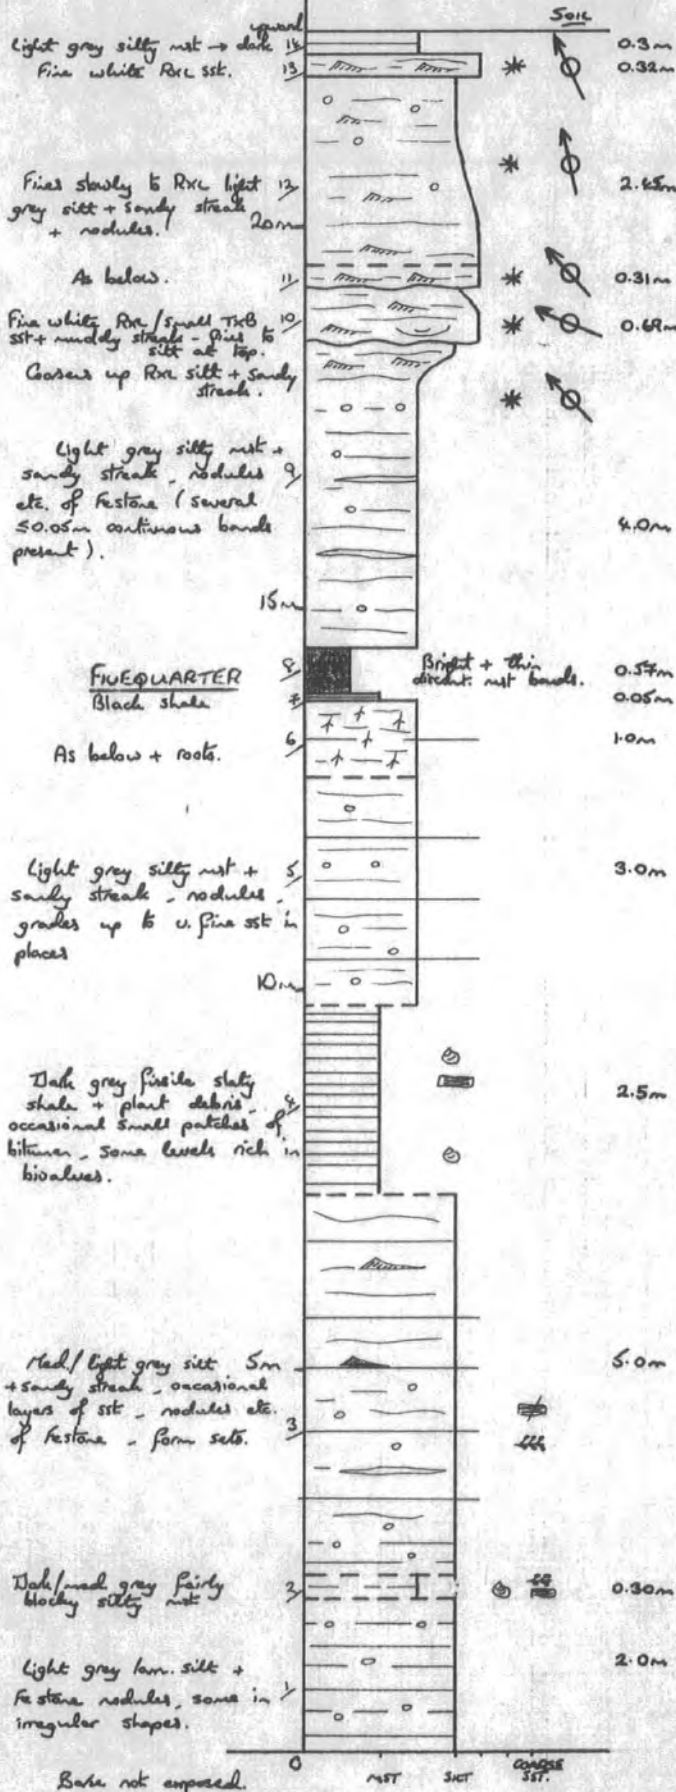 Soil
upward
Light grey silty mst → dark 14 0.3m
Fine white RXL sst. 13 0.32m
Fines slowly to RXL light 12 2.45m
grey silt + sandy streak
+ nodules. 20m
As below. 11 0.31m
Fine white RXL/small TXB 10 0.69m
sst + muddy streak - fines to
silt at top.
Coarsens up RXL silt + sandy
streak.
Light grey silty mst +
sandy streak, nodules 9
etc. of Festone (several
≤0.05m continuous bands 4.0m
present).
15m
FIVEQUARTER 8 Bright + thin 0.57m
discont. mst bands.
Black shale 7 0.05m
As below + roots. 6 1.0m
Light grey silty mst + 5 3.0m
sandy streak, nodules,
grades up to v. fine sst in
places
10m
Dark grey fissile slaty
shale + plant debris, 4 2.5m
occasional small patches of
bitumen, some levels rich in
bivalves.
Med./light grey silt 5m 5.0m
+ sandy streak, occasional
layers of sst, nodules etc.
of Festone - form sets. 3
Dark/med grey fairly 2 0.30m
blocky silty mst
Light grey lam. silt + 2.0m
Festone nodules, some in 1
irregular shapes.
0 MST SILT COARSE
SST.
Base not exposed.